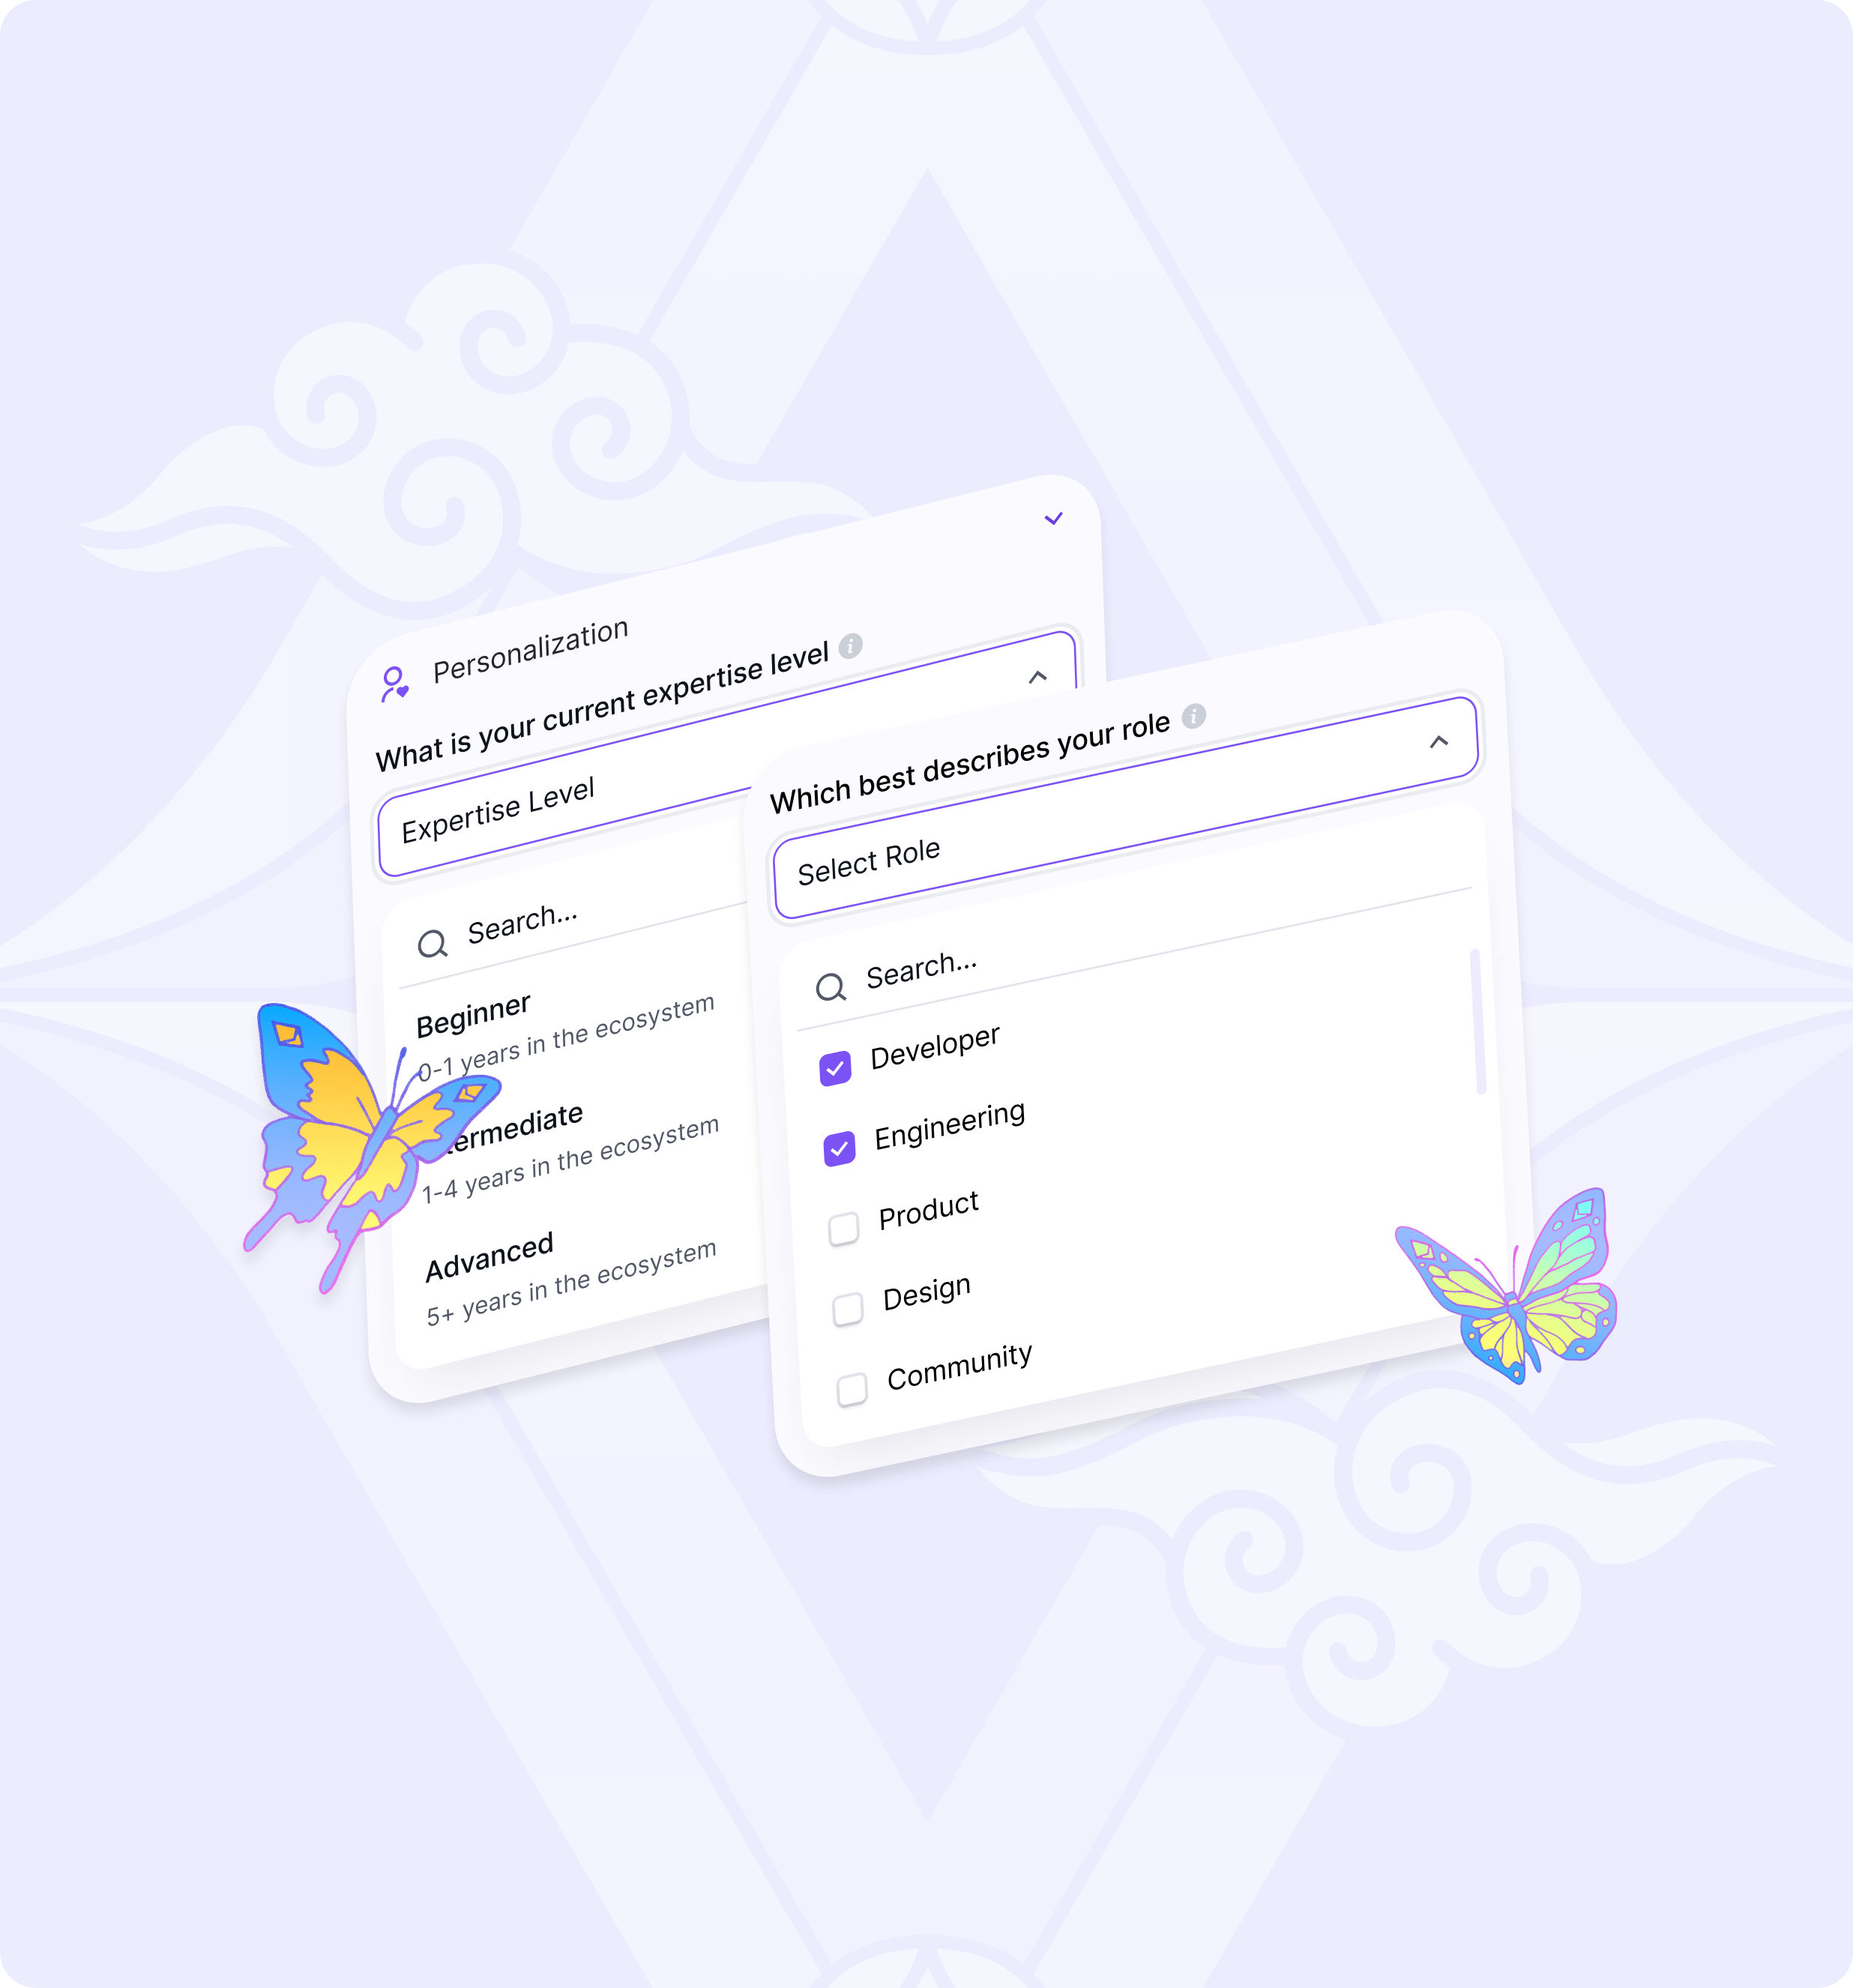 Personalization
What is your current expertise level
Expertise Level
Search...
Beginner
0-1 years in the ecosystem
termediate
1-4 years in the ecosystem
Advanced
5+ years in the ecosystem
Which best describes your role
Select Role
Search...
Developer
Engineering
Product
Design
Community